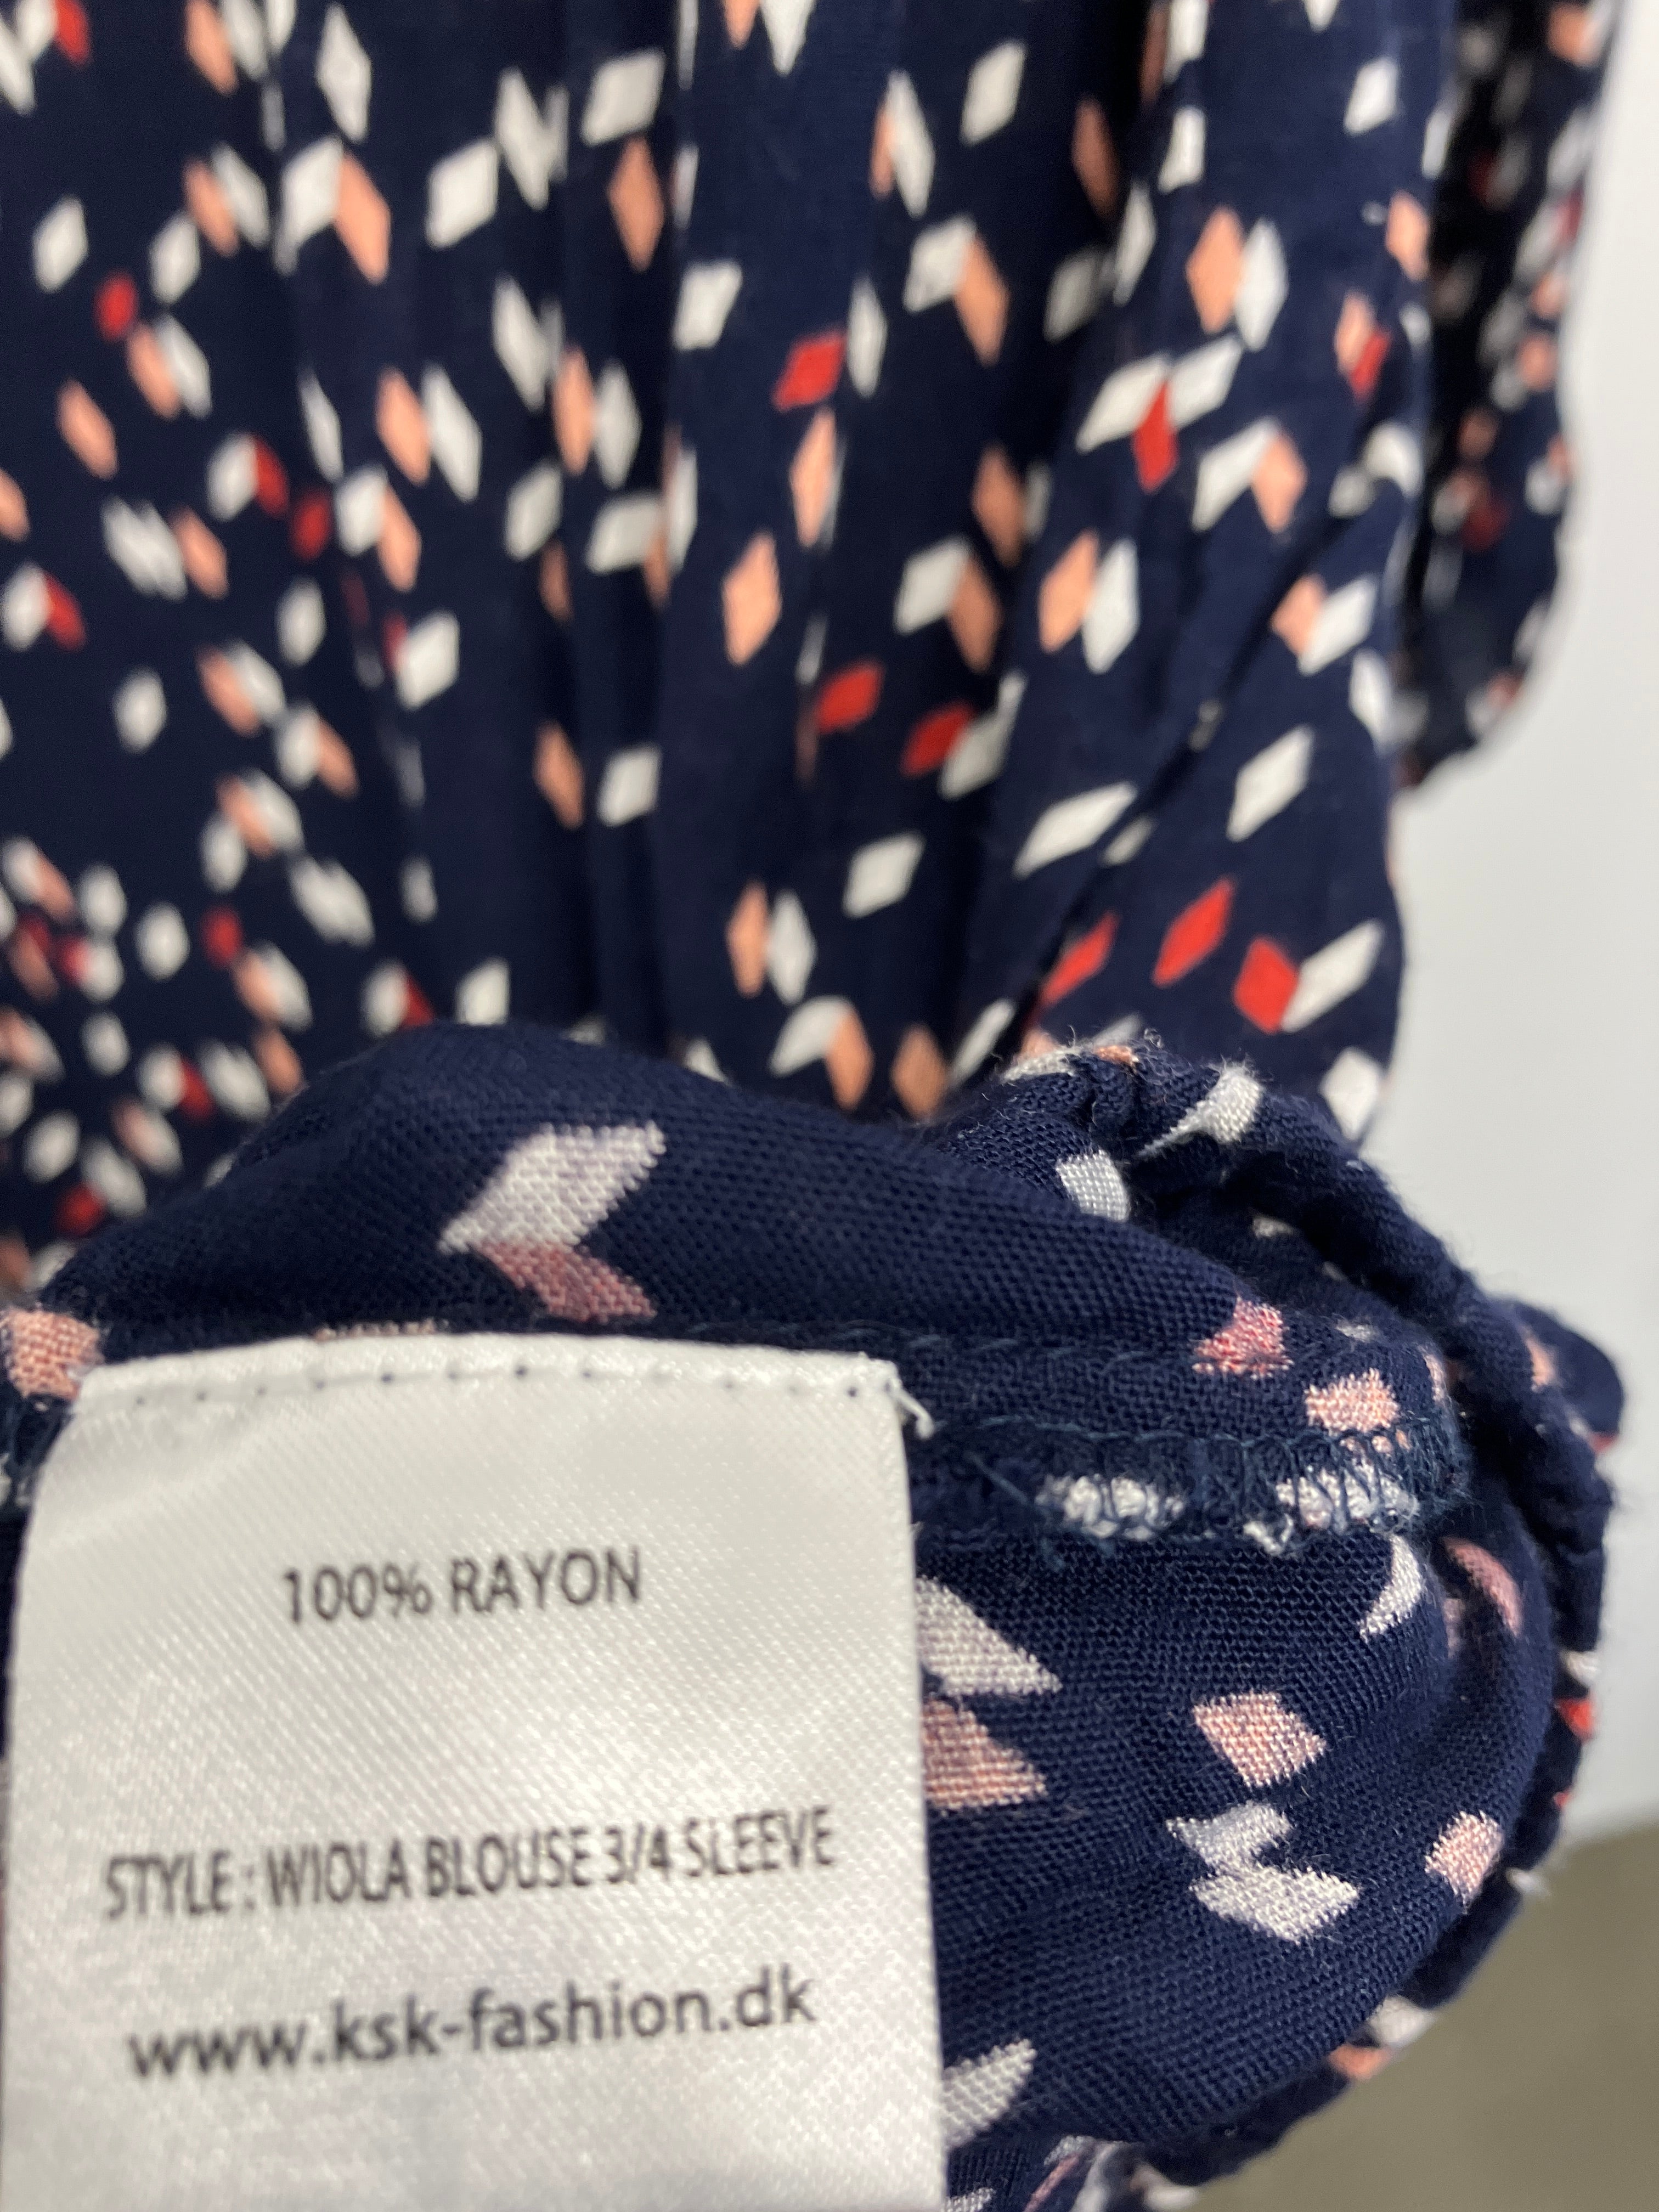 100% RAYON
STYLE : WIOLA BLOUSE 3/4 SLEEVE
www.ksk-fashion.dk